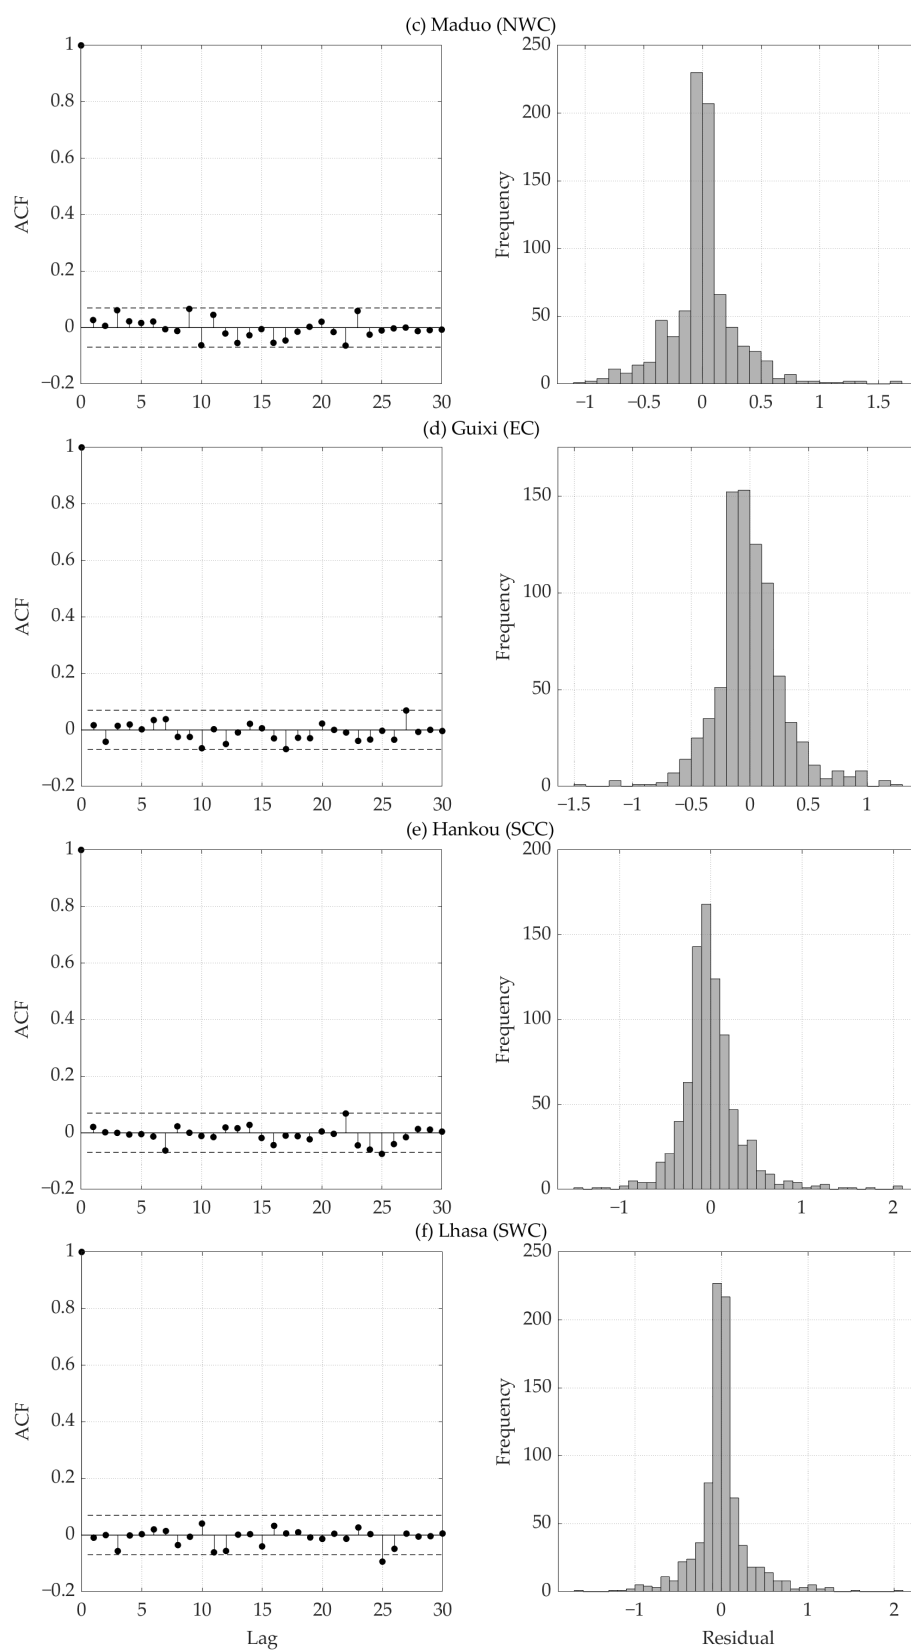 (c) Maduo (NWC)
1
0.8
0.6
0.4
0.2
0
−0.2
ACF
0 5 10 15 20 25 30
250
200
150
100
50
0
Frequency
−1 −0.5 0 0.5 1 1.5
(d) Guixi (EC)
1
0.8
0.6
0.4
0.2
0
−0.2
ACF
0 5 10 15 20 25 30
150
100
50
0
Frequency
−1.5 −1 −0.5 0 0.5 1
(e) Hankou (SCC)
1
0.8
0.6
0.4
0.2
0
−0.2
ACF
0 5 10 15 20 25 30
200
150
100
50
0
Frequency
−1 0 1 2
(f) Lhasa (SWC)
1
0.8
0.6
0.4
0.2
0
−0.2
ACF
0 5 10 15 20 25 30
Lag
250
200
150
100
50
0
Frequency
−1 0 1 2
Residual